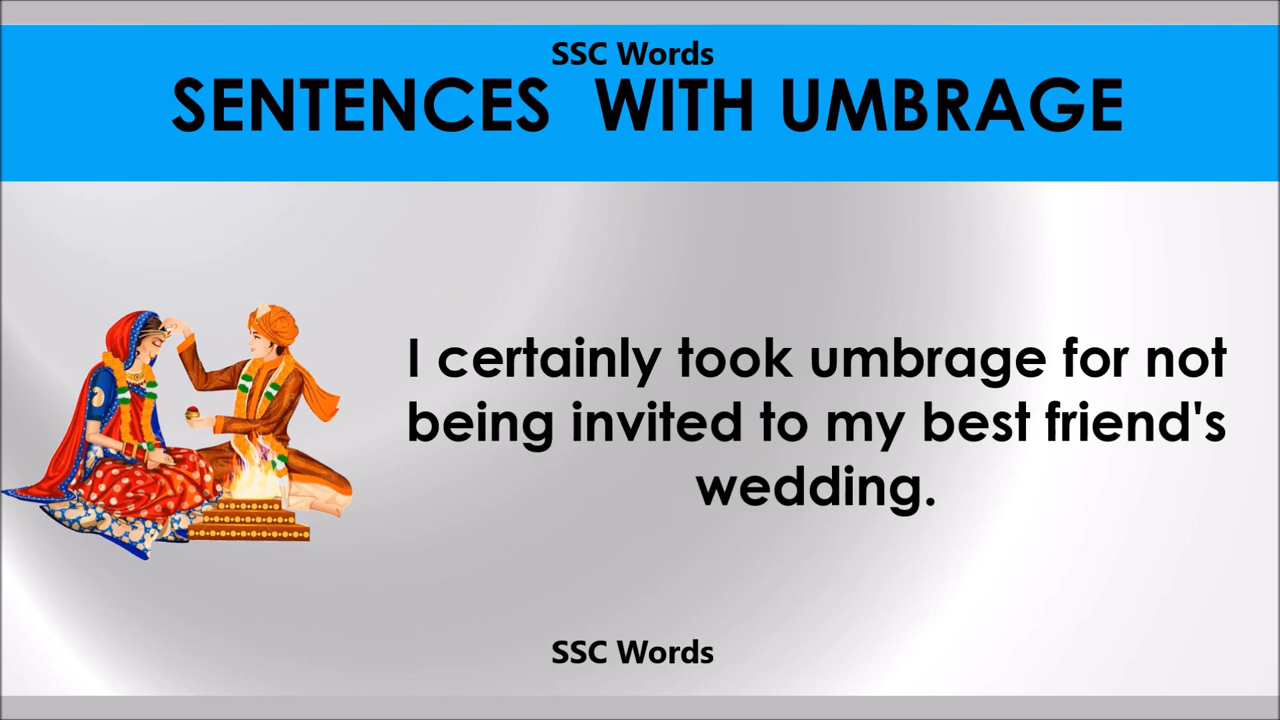 SSC Words
SENTENCES WITH UMBRAGE
I certainly took umbrage for not
being invited to my best friend's
wedding.
SSC Words